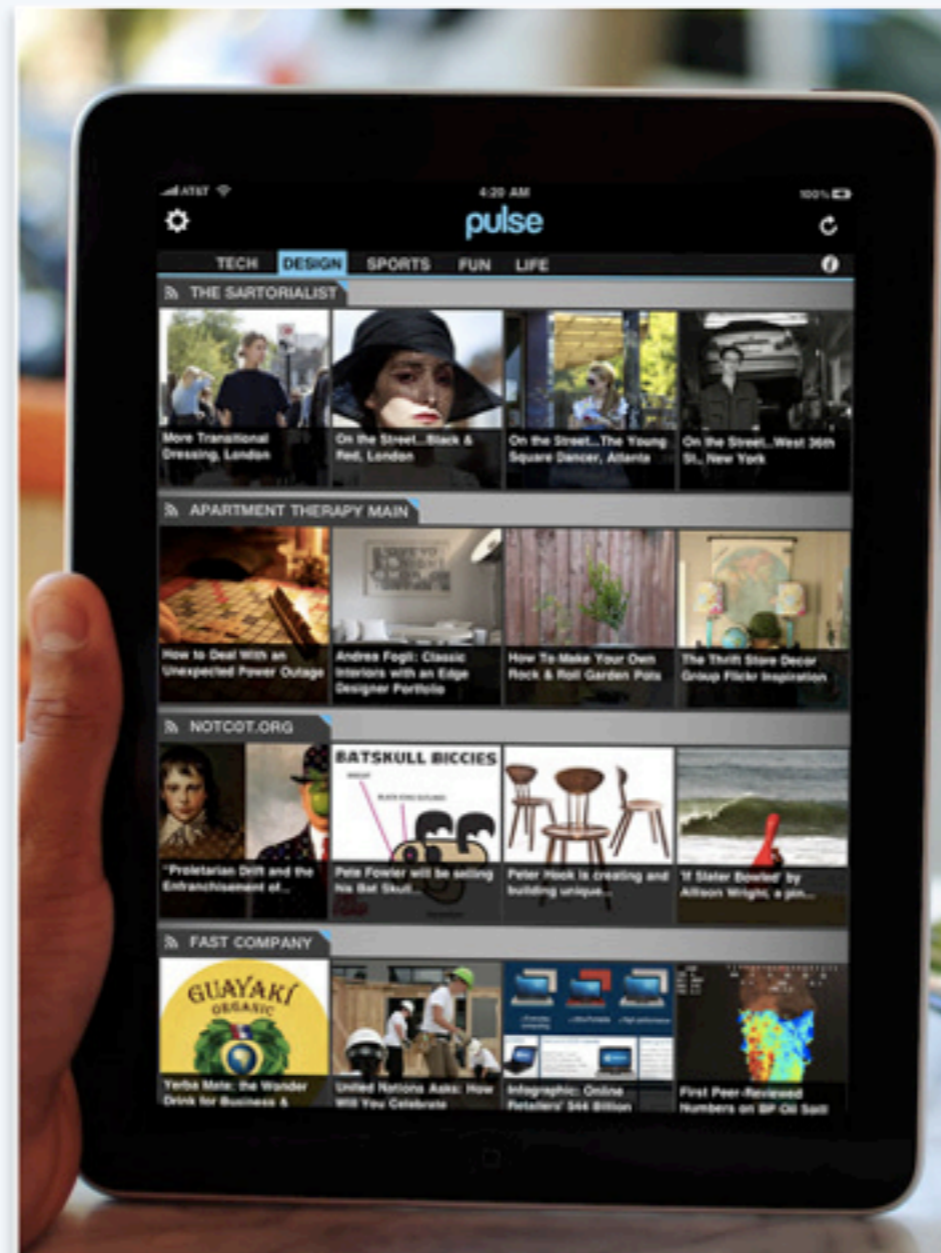 AT&T
4:20 AM
100%
pulse
TECH DESIGN SPORTS FUN LIFE
THE SARTORIALIST
More Transitional
Dressing, London
On the Street...Black &
Red, London
On the Street...The Young
Square Dancer, Atlanta
On the Street...West 36th
St., New York
APARTMENT THERAPY MAIN
How to Deal With an
Unexpected Power Outage
Andrea Fogli: Classic
Interiors with an Edge
Designer Portfolio
How To Make Your Own
Rock & Roll Garden Pots
The Thrift Store Decor
Group Flickr Inspiration
NOTCOT.ORG
"Proletarian Drift and the
Enfranchisement of...
BATSKULL BICCIES
Pete Fowler will be selling
his Bat Skull...
Peter Hook is creating and
building unique...
'If Slater Bowled' by
Allison Wright, a pin...
FAST COMPANY
GUAYAKÍ
ORGANIC
Yerba Mate: the Wonder
Drink for Business &
United Nations Asks: How
Will You Celebrate
Infographic: Online
Retailers' $44 Billion
First Peer-Reviewed
Numbers on BP Oil Spill